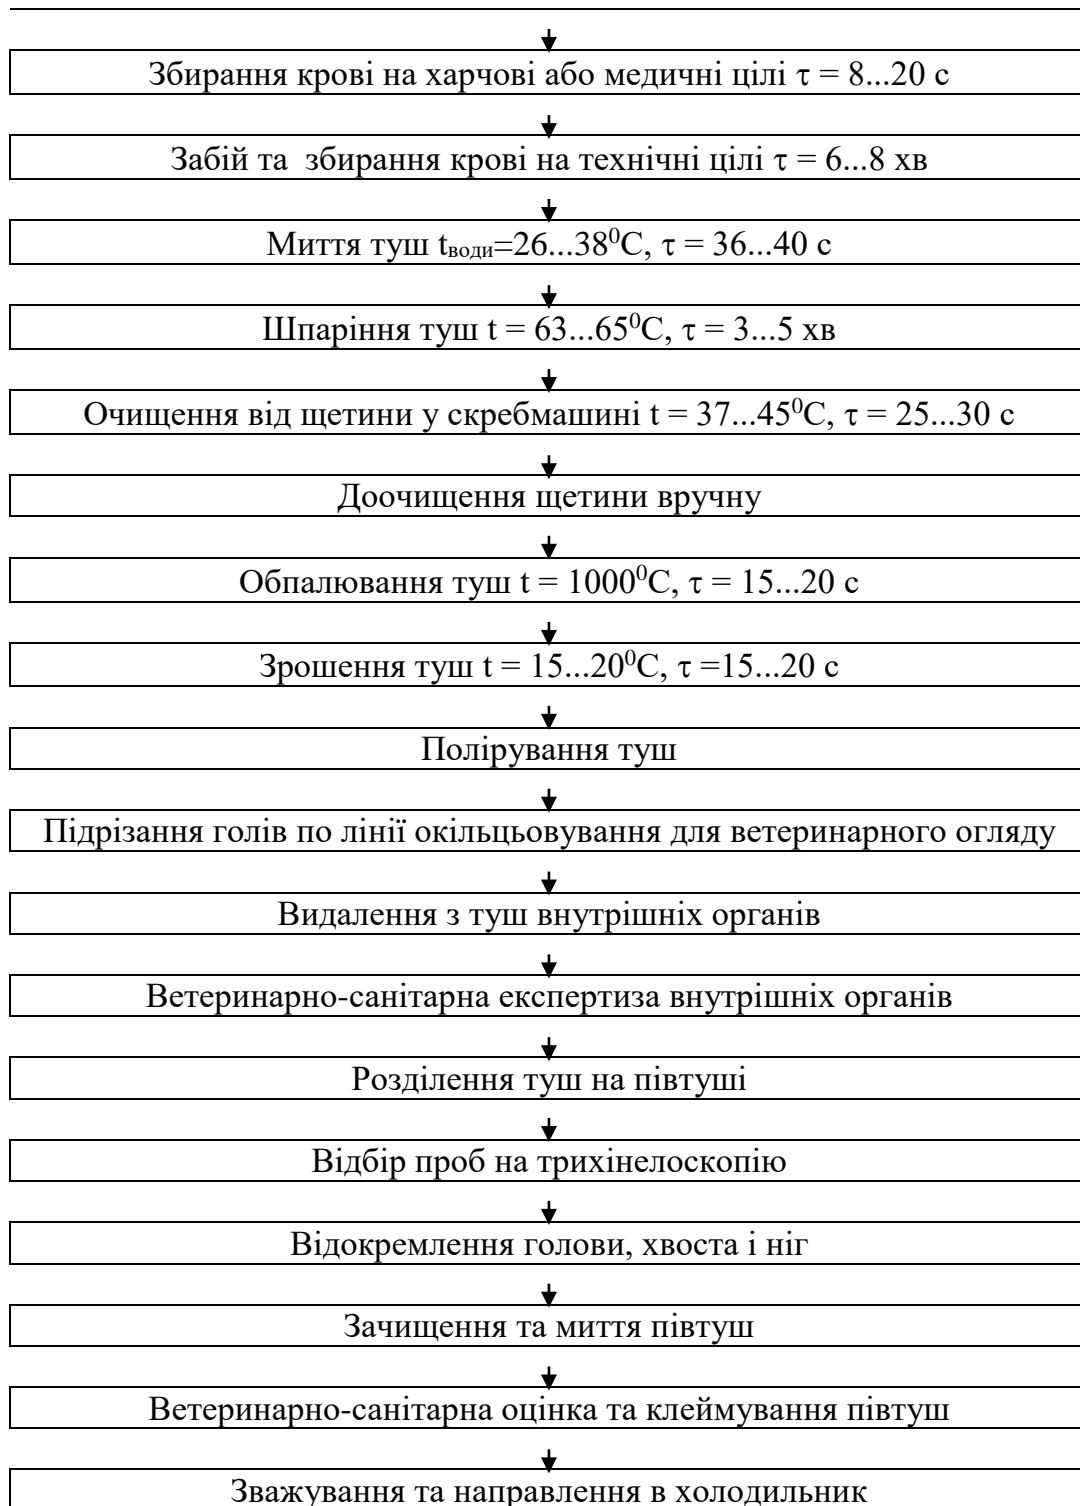 Збирання крові на харчові або медичні цілі τ = 8...20 с
Забій та збирання крові на технічні цілі τ = 6...8 хв
Миття туш tводи=26...38⁰С, τ = 36...40 с
Шпаріння туш t = 63...65⁰С, τ = 3...5 хв
Очищення від щетини у скребмашині t = 37...45⁰С, τ = 25...30 с
Доочищення щетини вручну
Обпалювання туш t = 1000⁰С, τ = 15...20 с
Зрошення туш t = 15...20⁰С, τ =15...20 с
Полірування туш
Підрізання голів по лінії окільцьовування для ветеринарного огляду
Видалення з туш внутрішніх органів
Ветеринарно-санітарна експертиза внутрішніх органів
Розділення туш на півтуші
Відбір проб на трихінелоскопію
Відокремлення голови, хвоста і ніг
Зачищення та миття півтуш
Ветеринарно-санітарна оцінка та клеймування півтуш
Зважування та направлення в холодильник